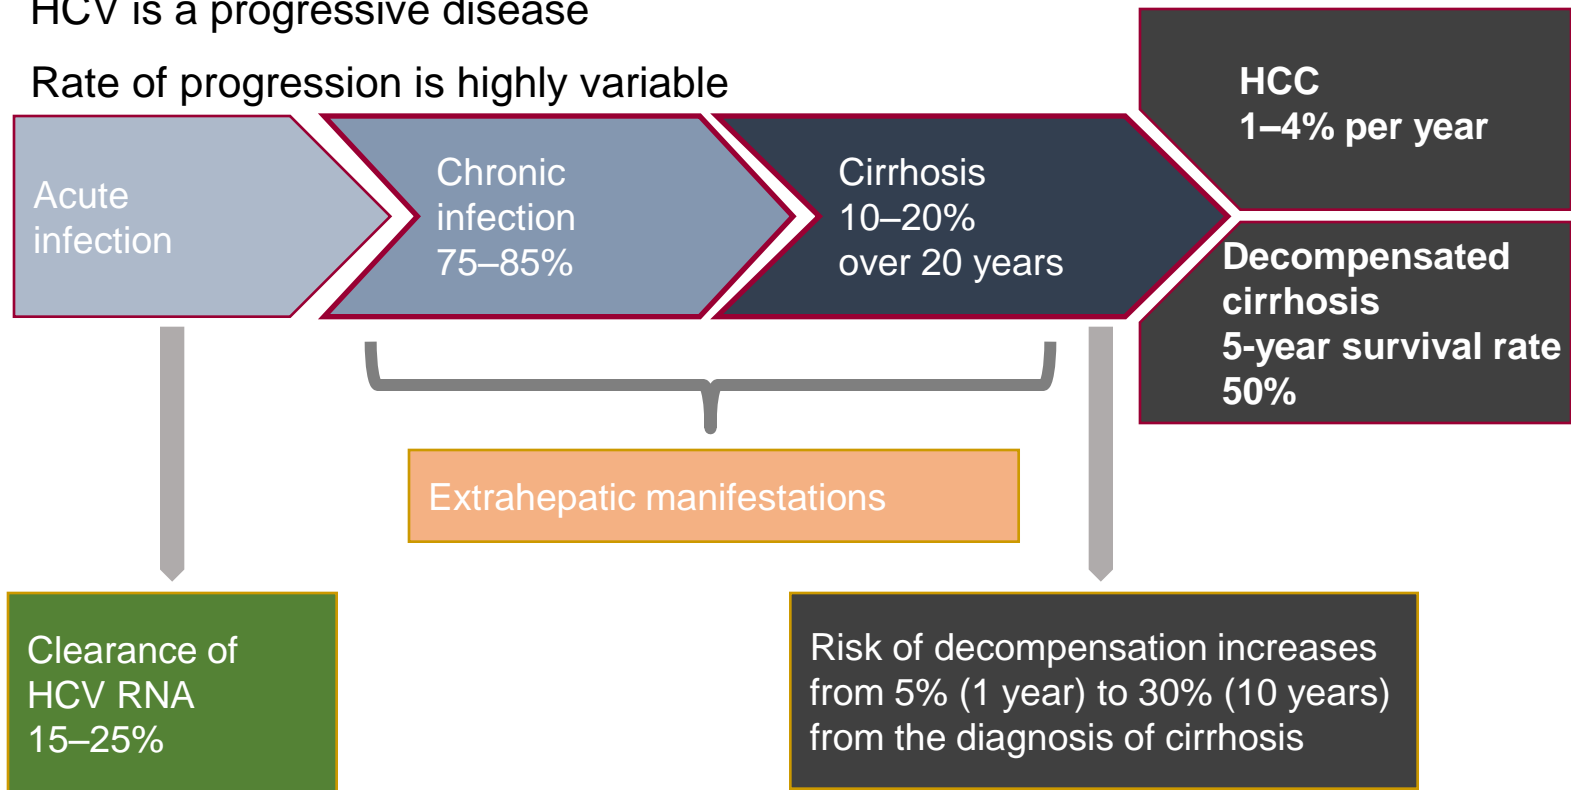 HCV is a progressive disease
Rate of progression is highly variable
Acute
infection
Chronic
infection
75–85%
Cirrhosis
10–20%
over 20 years
HCC
1–4% per year
Decompensated
cirrhosis
5-year survival rate
50%
Extrahepatic manifestations
Clearance of
HCV RNA
15–25%
Risk of decompensation increases
from 5% (1 year) to 30% (10 years)
from the diagnosis of cirrhosis